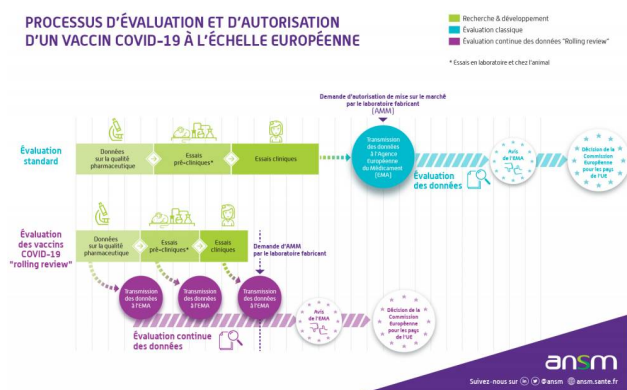 PROCESSUS D'ÉVALUATION ET D'AUTORISATION
D'UN VACCIN COVID-19 À L'ÉCHELLE EUROPÉENNE
Recherche & développement
Évaluation classique
Évaluation continue des données "Rolling review"
* Essais en laboratoire et chez l'animal
Demande d'autorisation de mise sur le marché
par le laboratoire fabricant
(AMM)
Évaluation
standard
Données
sur la qualité
pharmaceutique
Essais
pré-cliniques*
Essais cliniques
Transmission
des données
à l'Agence
Européenne
du Médicament
(EMA)
Évaluation
des données
Avis
de l'EMA
Décision de la
Commission
Européenne
pour les pays
de l'UE
Évaluation
des vaccins
COVID-19
"rolling review"
Données
sur la qualité
pharmaceutique
Essais
pré-cliniques*
Essais
cliniques
Demande d'AMM
par le laboratoire fabricant
Transmission
des données
à l'EMA
Transmission
des données
à l'EMA
Transmission
des données
à l'EMA
Évaluation continue
des données
Avis
de l'EMA
Décision de la
Commission
Européenne
pour les pays
de l'UE
ansm
Suivez-nous sur @ansm ansm.sante.fr